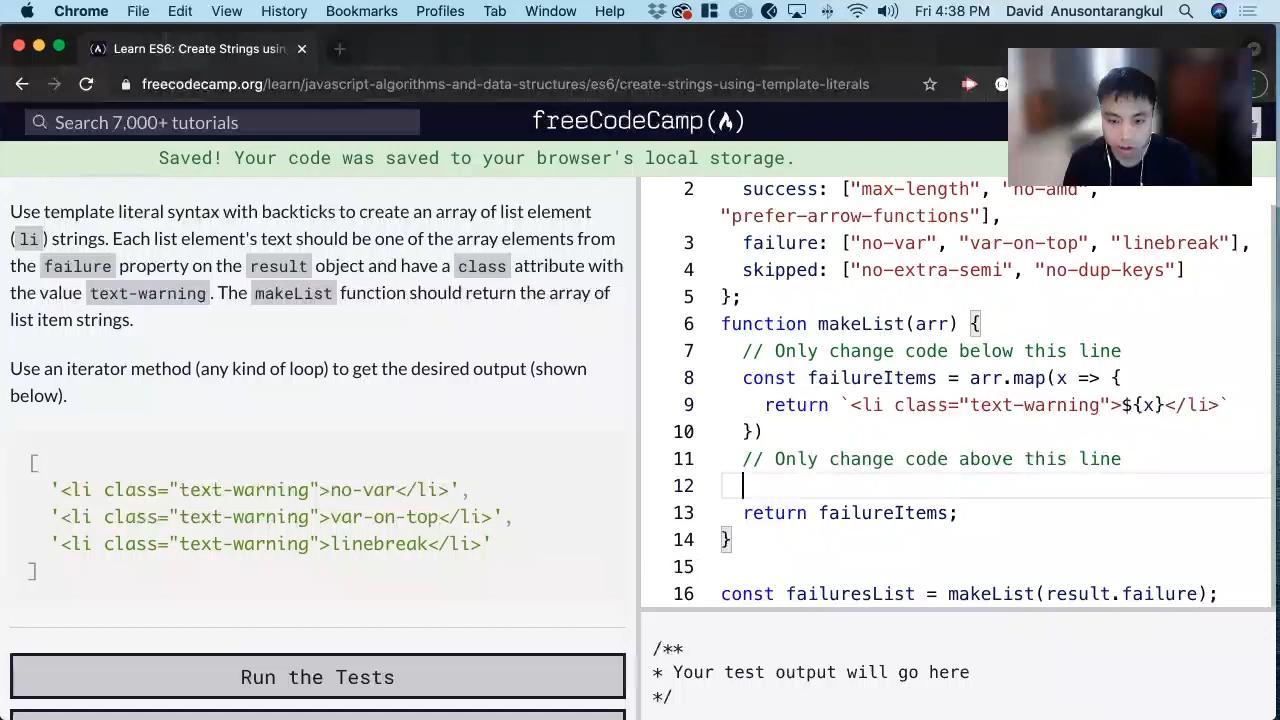 Chrome File Edit View History Bookmarks Profiles Tab Window Help Fri 4:38 PM David Anusontarangkul
Learn ES6: Create Strings using
freecodecamp.org/learn/javascript-algorithms-and-data-structures/es6/create-strings-using-template-literals
Search 7,000+ tutorials
freeCodeCamp
Saved! Your code was saved to your browser's local storage.
Use template literal syntax with backticks to create an array of list element
(li) strings. Each list element's text should be one of the array elements from
the failure property on the result object and have a class attribute with
the value text-warning. The makeList function should return the array of
list item strings.
Use an iterator method (any kind of loop) to get the desired output (shown
below).
[
'<li class="text-warning">no-var</li>',
'<li class="text-warning">var-on-top</li>',
'<li class="text-warning">linebreak</li>'
]
Run the Tests
2 success: ["max-length", "no-amd",
"prefer-arrow-functions"],
3 failure: ["no-var", "var-on-top", "linebreak"],
4 skipped: ["no-extra-semi", "no-dup-keys"]
5 };
6 function makeList(arr) {
7 // Only change code below this line
8 const failureItems = arr.map(x => {
9 return `<li class="text-warning">${x}</li>`
10 })
11 // Only change code above this line
12
13 return failureItems;
14 }
15
16 const failuresList = makeList(result.failure);
/**
* Your test output will go here
*/